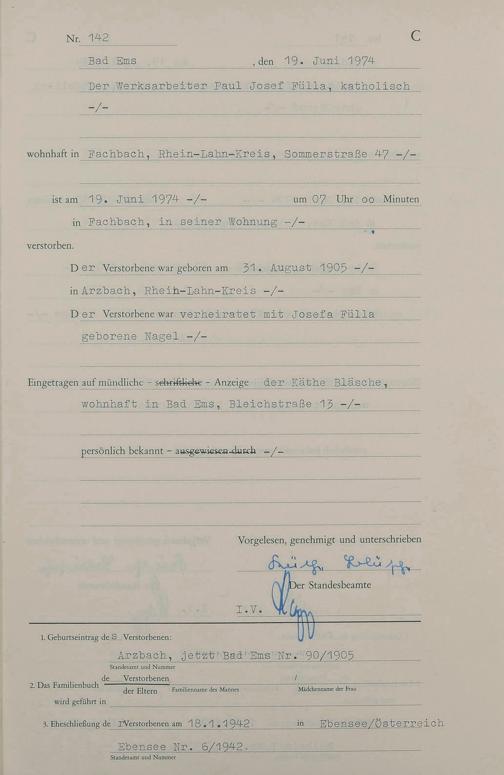 Nr. 142 C
Bad Ems , den 19. Juni 1974
Der Werksarbeiter Paul Josef Fülla, katholisch
-/-
wohnhaft in Fachbach, Rhein-Lahn-Kreis, Sommerstraße 47 -/-
ist am 19. Juni 1974 -/- um 07 Uhr oo Minuten
in Fachbach, in seiner Wohnung -/-
verstorben.
Der Verstorbene war geboren am 31. August 1905 -/-
in Arzbach, Rhein-Lahn-Kreis -/-
Der Verstorbene war verheiratet mit Josefa Fülla
geborene Nagel -/-
Eingetragen auf mündliche - schriftliche - Anzeige der Käthe Bläsche,
wohnhaft in Bad Ems, Bleichstraße 13 -/-
persönlich bekannt - ausgewiesen durch -/-
Vorgelesen, genehmigt und unterschrieben
Der Standesbeamte
I.V.
1. Geburtseintrag des Verstorbenen:
Arzbach, jetzt Bad Ems Nr. 90/1905
Standesamt und Nummer
2. Das Familienbuch de Verstorbenen /
der Eltern Familienname des Mannes Mädchenname der Frau
wird geführt in
3. Eheschließung de Verstorbenen am 18.1.1942 in Ebensee/Österreich
Ebensee Nr. 6/1942.
Standesamt und Nummer